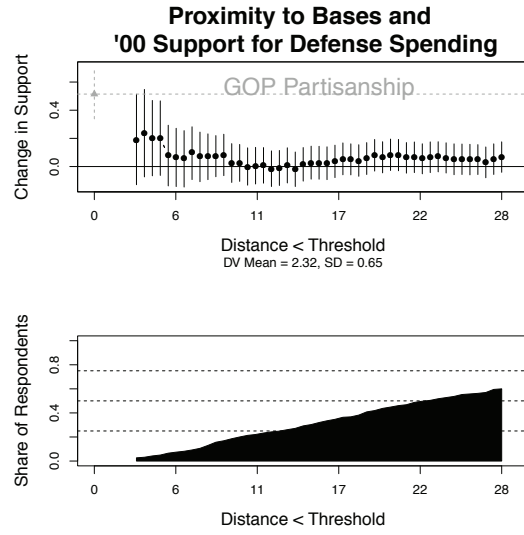 Proximity to Bases and
'00 Support for Defense Spending
GOP Partisanship
Change in Support
0.4
0.0
0 6 11 17 22 28
Distance < Threshold
DV Mean = 2.32, SD = 0.65
Share of Respondents
0.8
0.4
0.0
0 6 11 17 22 28
Distance < Threshold